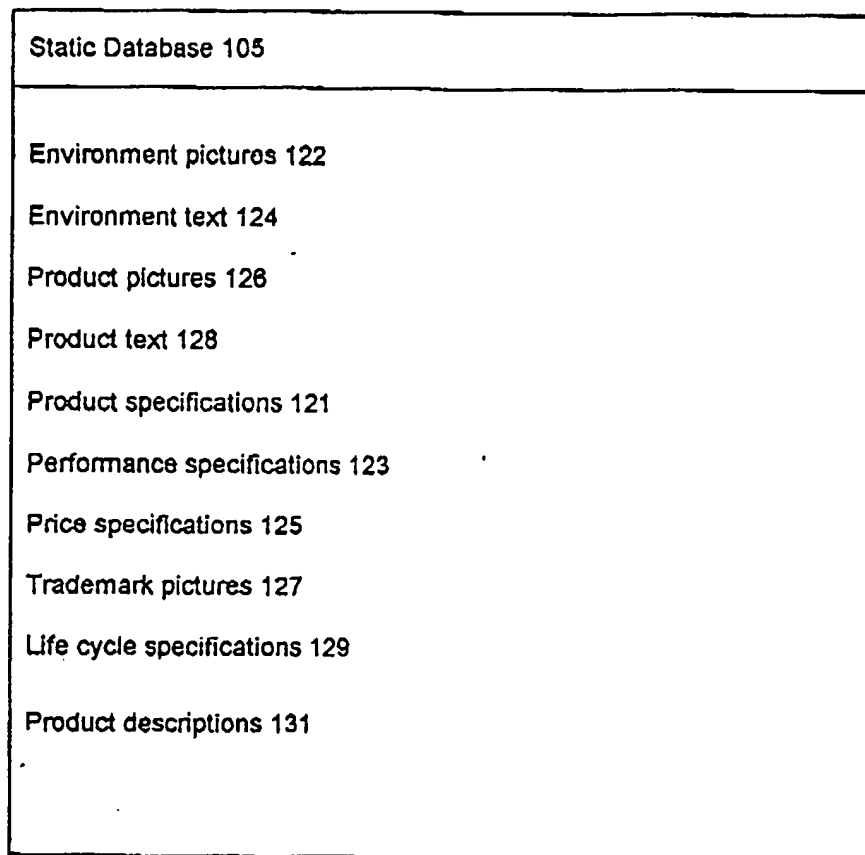 Static Database 105
Environment pictures 122
Environment text 124
Product pictures 126
Product text 128
Product specifications 121
Performance specifications 123
Price specifications 125
Trademark pictures 127
Life cycle specifications 129
Product descriptions 131